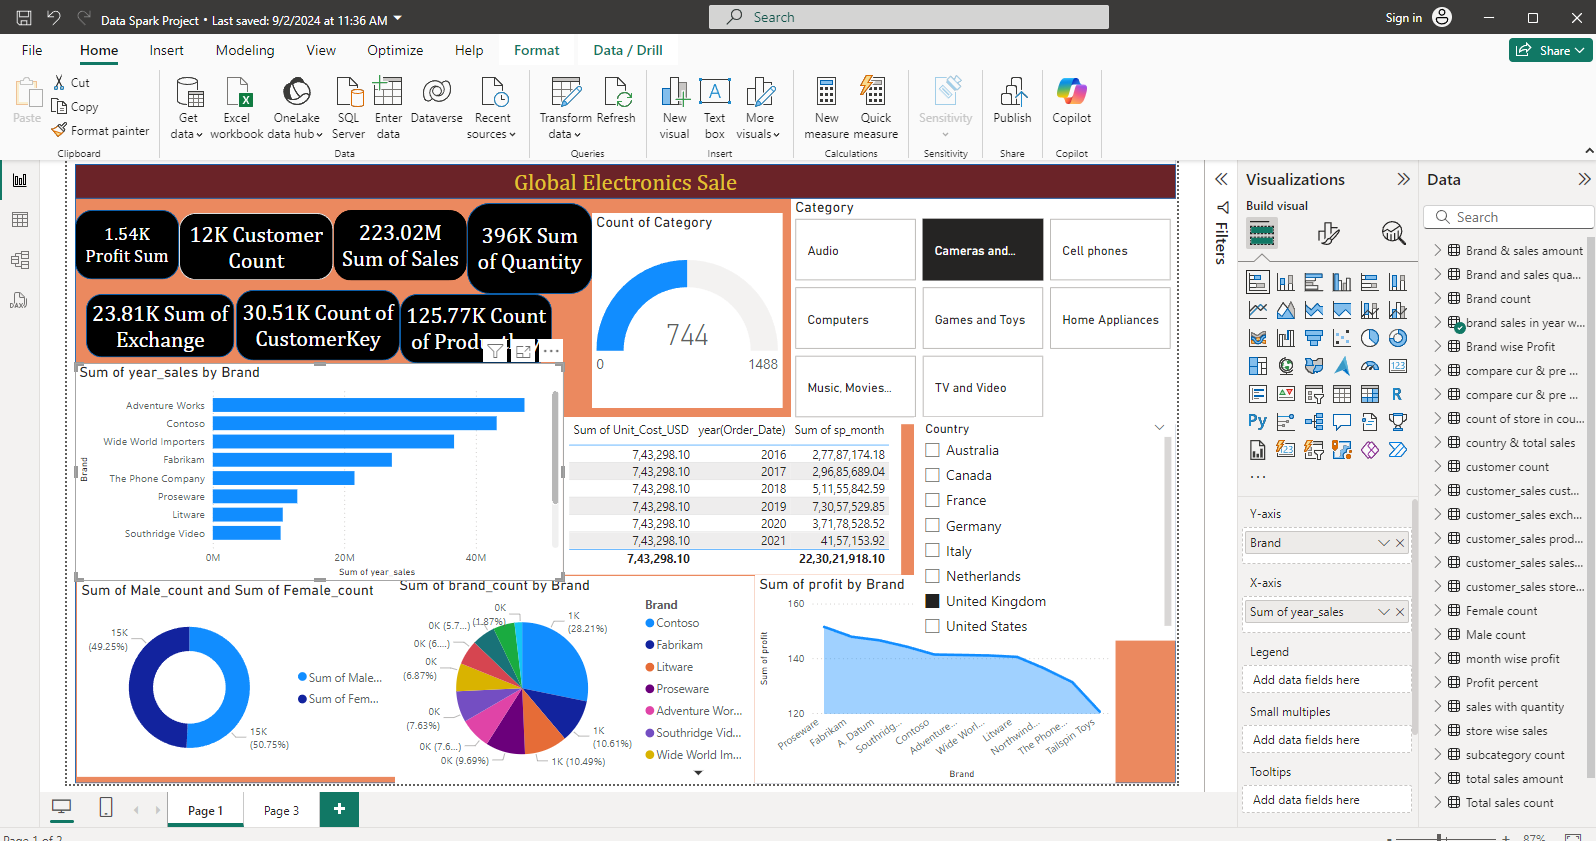 Data Spark Project • Last saved: 9/2/2024 at 11:36 AM
Search
Sign in
File
Home
Insert
Modeling
View
Optimize
Help
Format
Data / Drill
Share
Paste
Cut
Copy
Format painter
Clipboard
Get data
Excel workbook
OneLake data hub
SQL Server
Enter data
Dataverse
Recent sources
Data
Transform data
Refresh
Queries
New visual
Text box
More visuals
Insert
New measure
Quick measure
Calculations
Sensitivity
Sensitivity
Publish
Share
Copilot
Copilot
Global Electronics Sale
1.54K
Profit Sum
12K Customer
Count
223.02M
Sum of Sales
396K Sum
of Quantity
23.81K Sum of
Exchange
30.51K Count of
CustomerKey
125.77K Count
Count of Category
744
0
1488
Category
Audio
Cameras and...
Cell phones
Computers
Games and Toys
Home Appliances
Music, Movies...
TV and Video
Sum of year_sales by Brand
Brand
Adventure Works
Contoso
Wide World Importers
Fabrikam
The Phone Company
Proseware
Litware
Southridge Video
0M 20M 40M
Sum of year_sales
Sum of Unit_Cost_USD year(Order_Date) Sum of sp_month
7,43,298.10 2016 2,77,87,174.18
7,43,298.10 2017 2,96,85,689.04
7,43,298.10 2018 5,11,55,842.59
7,43,298.10 2019 7,30,57,529.85
7,43,298.10 2020 3,71,78,528.52
7,43,298.10 2021 41,57,153.92
7,43,298.10 22,30,21,918.10
Country
Australia
Canada
France
Germany
Italy
Netherlands
United Kingdom
United States
Sum of Male_count and Sum of Female_count
15K
(49.25%)
15K
(50.75%)
Sum of Male...
Sum of Fem...
Sum of brand_count by Brand
0K
(1.87%)
0K (5.7...)
0K (6....)
0K
(6.87%)
0K
(7.63%)
0K (7.6...)
0K (9.69%)
1K (10.49%)
1K
(10.61%)
1K
(28.21%)
Brand
Contoso
Fabrikam
Litware
Proseware
Adventure Wor...
Southridge Vid...
Wide World Im...
Sum of profit by Brand
Sum of profit
160
140
120
Proseware
Fabrikam
A. Datum
Southridg...
Contoso
Adventure...
Wide Worl...
Litware
Northwind...
The Phone...
Tailspin Toys
Brand
Filters
Visualizations
Build visual
Y-axis
Brand
X-axis
Sum of year_sales
Legend
Add data fields here
Small multiples
Add data fields here
Tooltips
Add data fields here
Data
Search
Brand & sales amount
Brand and sales qua...
Brand count
brand sales in year w...
Brand wise Profit
compare cur & pre ...
compare cur & pre ...
count of store in cou...
country & total sales
customer count
customer_sales cust...
customer_sales exch...
customer_sales prod...
customer_sales sales...
customer_sales store...
Female count
Male count
month wise profit
Profit percent
sales with quantity
store wise sales
subcategory count
total sales amount
Total sales count
Page 1
Page 3
Page 1 of 2
87%